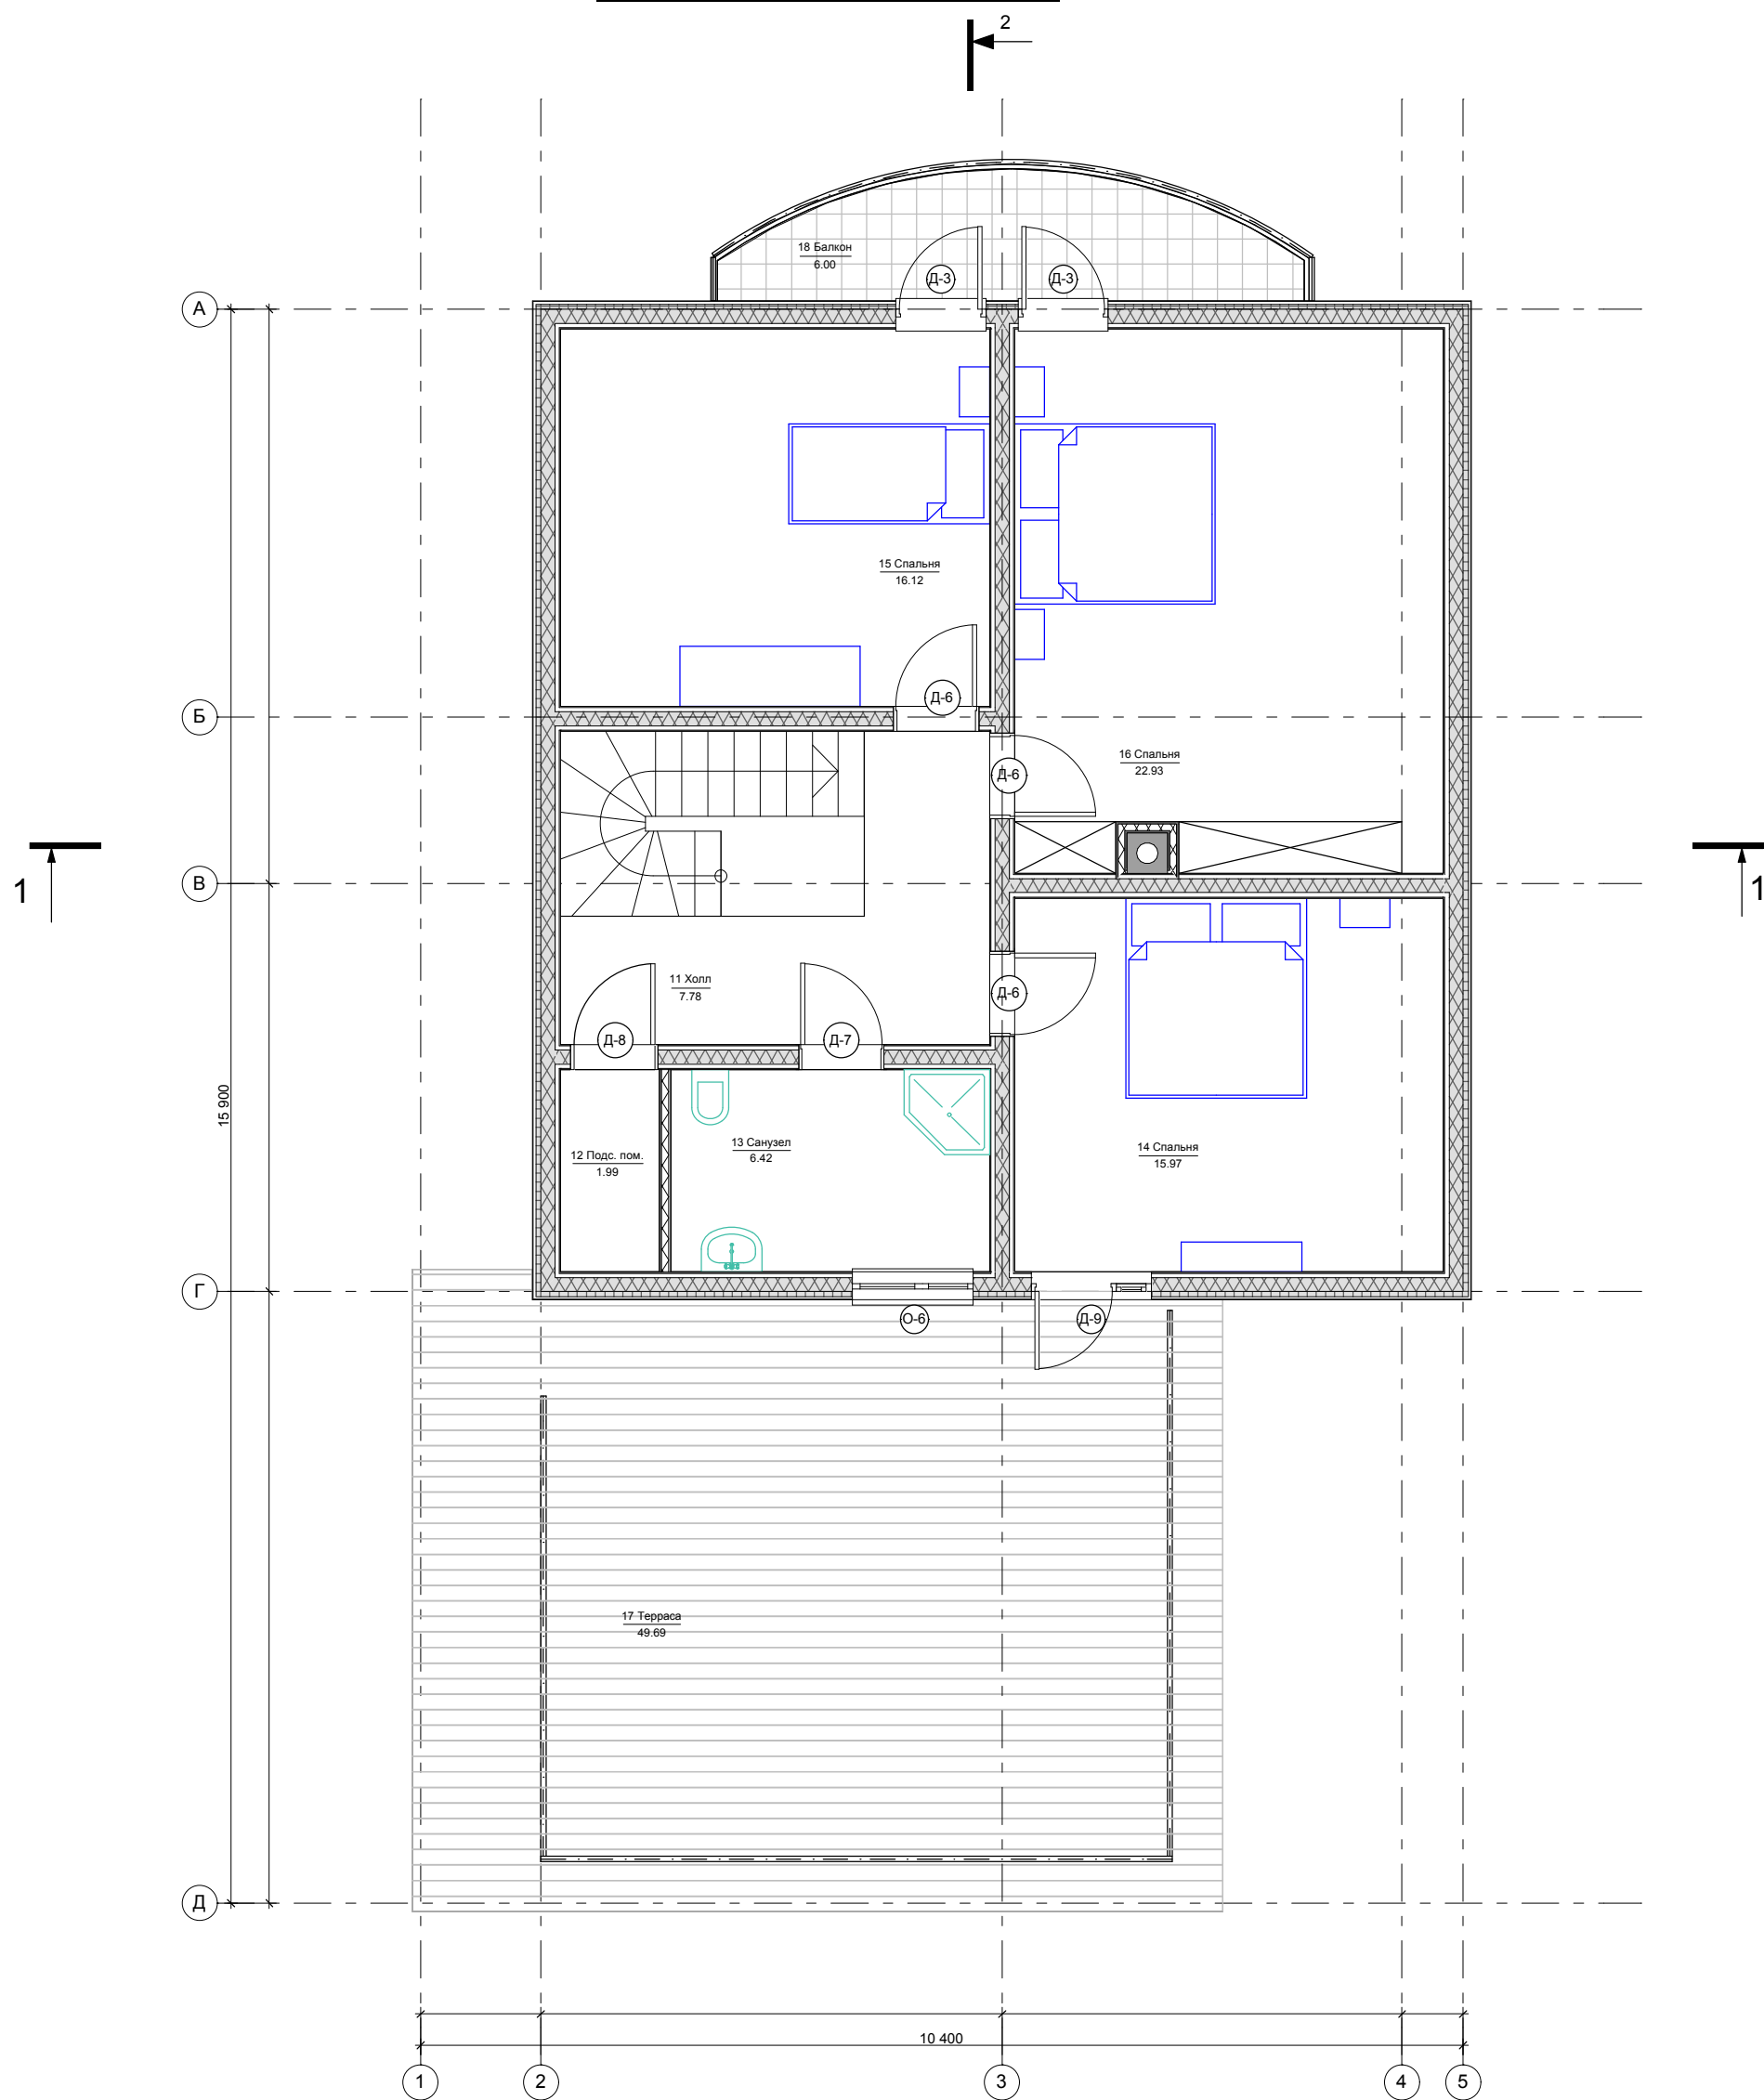 2
18 Балкон
6.00
Д-3
Д-3
А
15 Спальня
16.12
Д-6
Б
Д-6
16 Спальня
22.93
1
1
В
11 Холл
7.78
Д-6
Д-8
Д-7
15 900
12 Подс. пом.
1.99
13 Санузел
6.42
14 Спальня
15.97
Г
О-6
Д-9
17 Терраса
49.69
Д
10 400
1
2
3
4
5